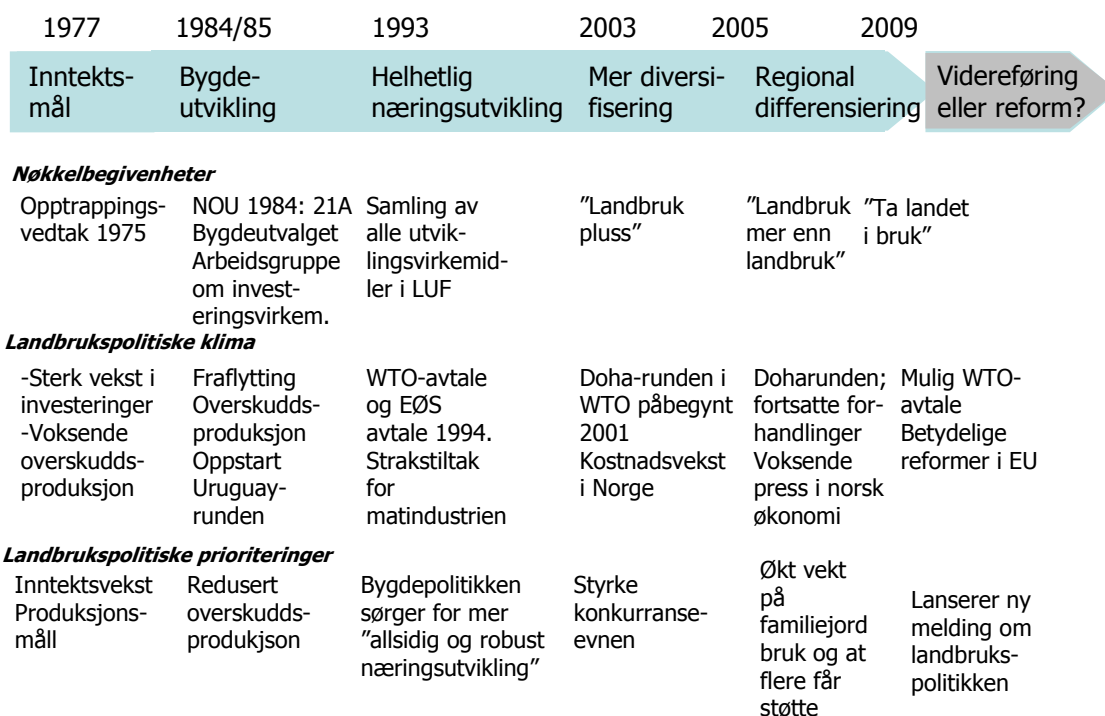 1977 1984/85 1993 2003 2005 2009
Inntekts- Bygde- Helhetlig Mer diversi- Regional Videreføring
mål utvikling næringsutvikling fisering differensiering eller reform?
Nøkkelbegivenheter
Opptrappings-
vedtak 1975
NOU 1984: 21A
Bygdeutvalget
Arbeidsgruppe
om invest-
eringsvirkem.
Samling av
alle utvik-
lingsvirkemid-
ler i LUF
”Landbruk
pluss”
”Landbruk
mer enn
landbruk”
”Ta landet
i bruk”
Landbrukspolitiske klima
-Sterk vekst i
investeringer
-Voksende
overskudds-
produksjon
Fraflytting
Overskudds-
produksjon
Oppstart
Uruguay-
runden
WTO-avtale
og EØS
avtale 1994.
Strakstiltak
for
matindustrien
Doha-runden i
WTO påbegynt
2001
Kostnadsvekst
i Norge
Doharunden;
fortsatte for-
handlinger
Voksende
press i norsk
økonomi
Mulig WTO-
avtale
Betydelige
reformer i EU
Landbrukspolitiske prioriteringer
Inntektsvekst
Produksjons-
måll
Redusert
overskudds-
produkjson
Bygdepolitikken
sørger for mer
”allsidig og robust
næringsutvikling”
Styrke
konkurranse-
evnen
Økt vekt
på
familiejord
bruk og at
flere får
støtte
Lanserer ny
melding om
landbruks-
politikken